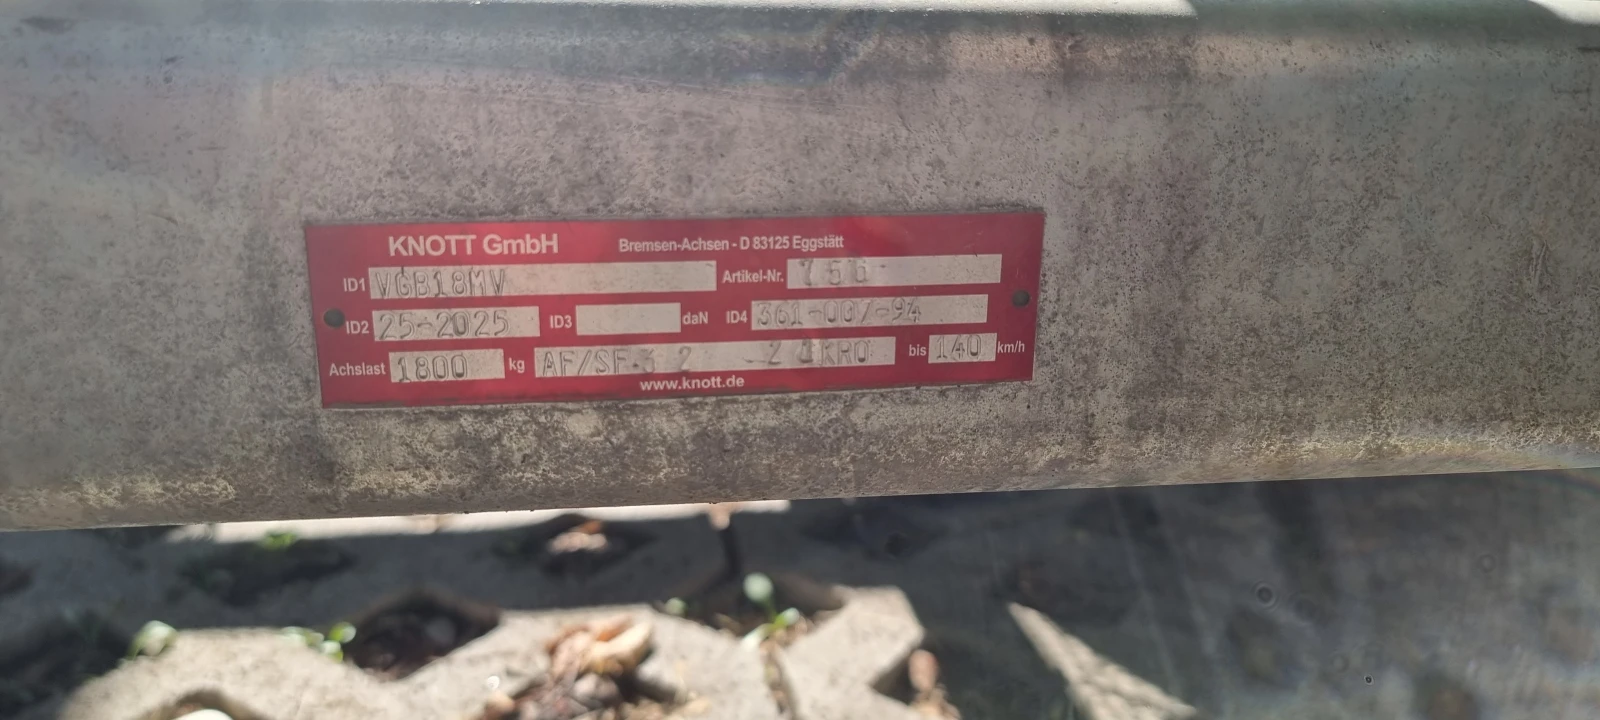 KNOTT GmbH Bremsen-Achsen - D 83125 Eggstätt
ID1 VGB18MV Artikel-Nr.
ID2 25-2025 ID3 daN ID4 361-007-94
Achslast 1800 kg bis 140 km/h
www.knott.de